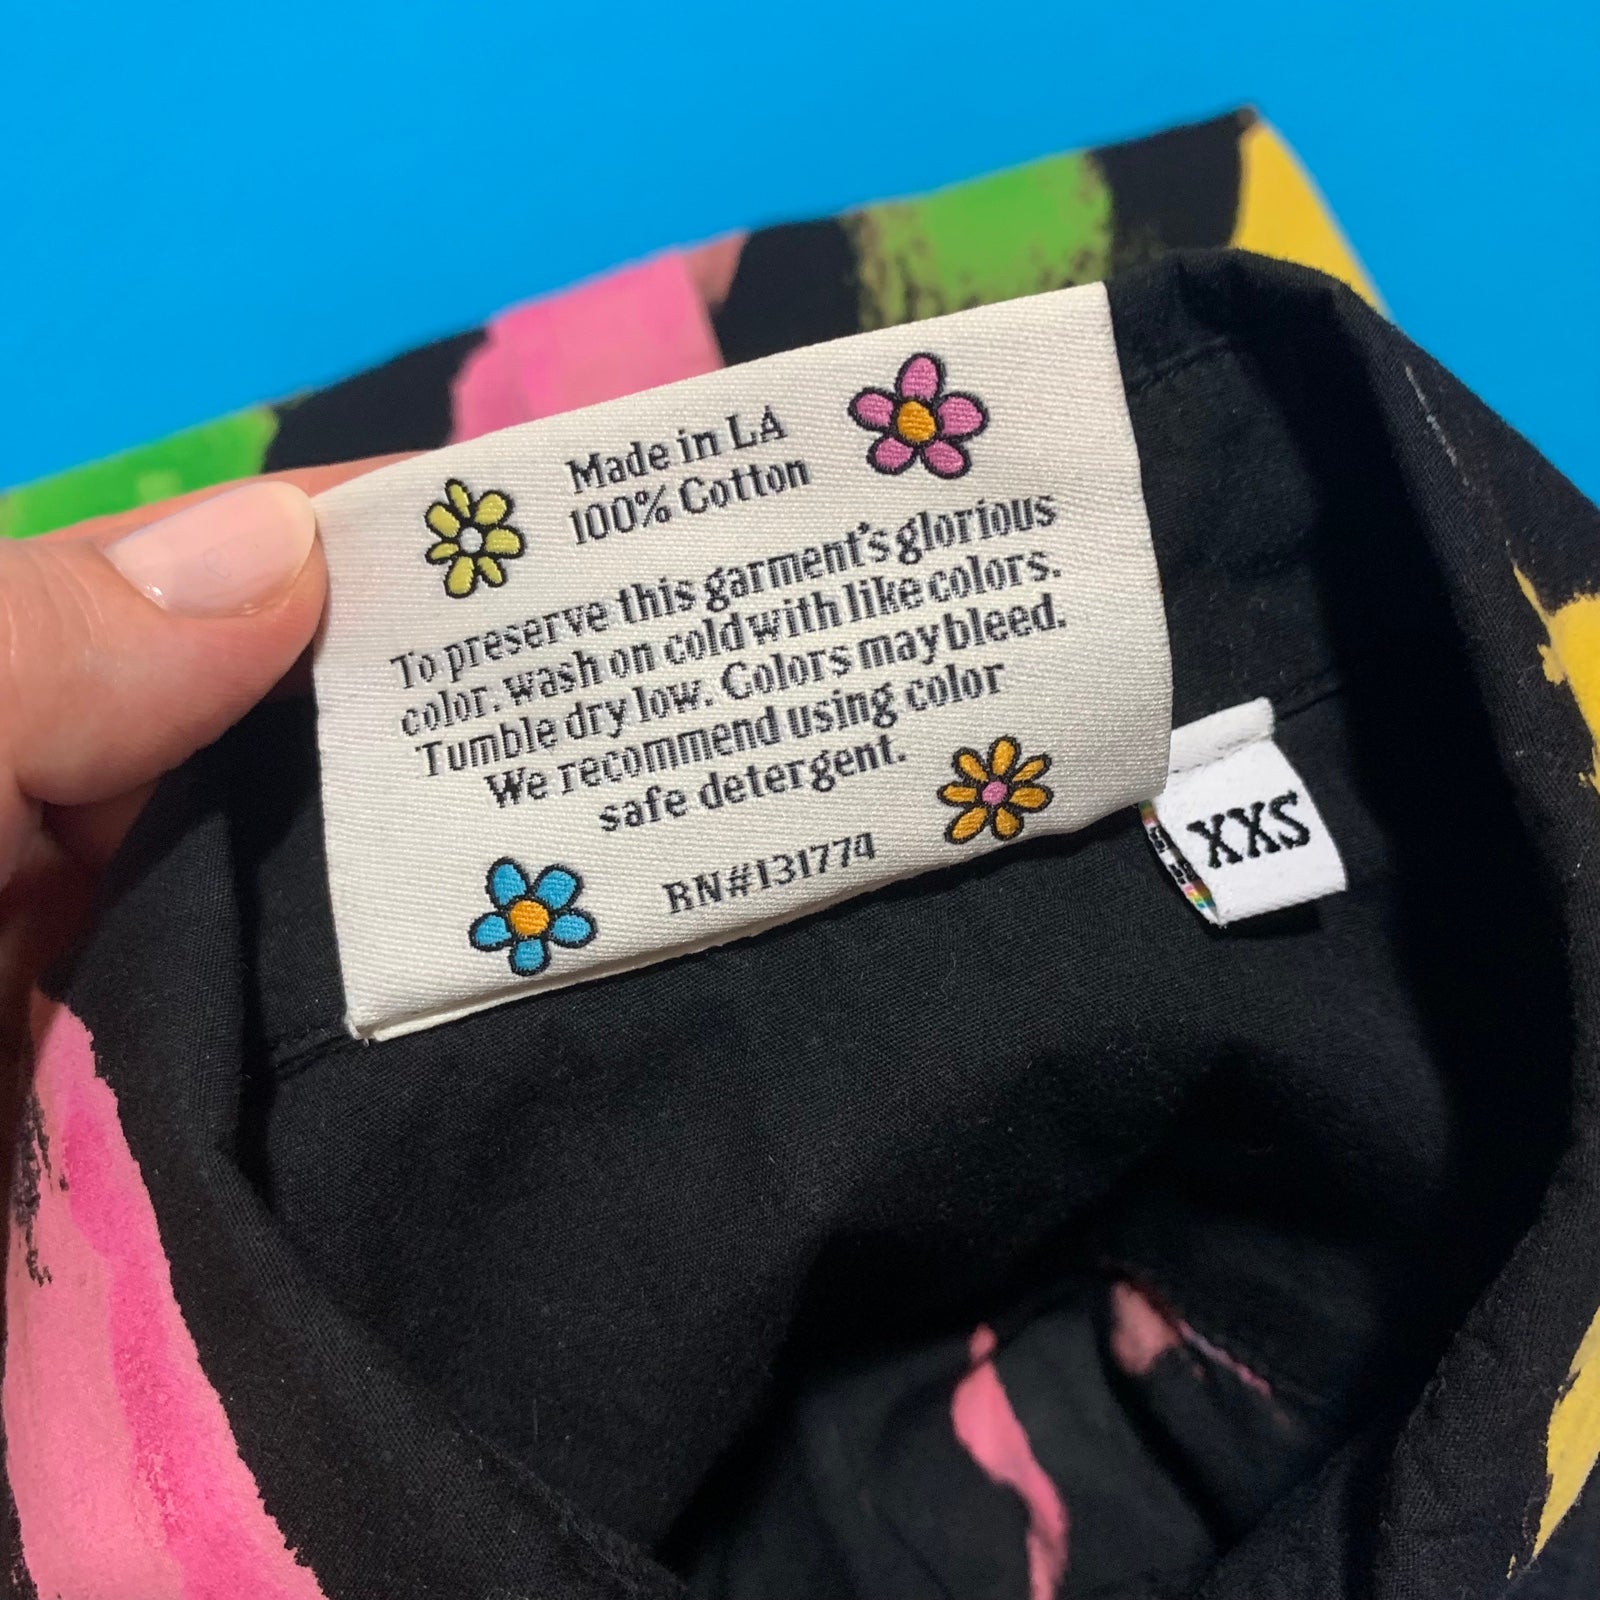 Made in LA
100% Cotton
To preserve this garment's glorious
color, wash on cold with like colors.
Tumble dry low. Colors may bleed.
We recommend using color
safe detergent.
RN#131774
XXS